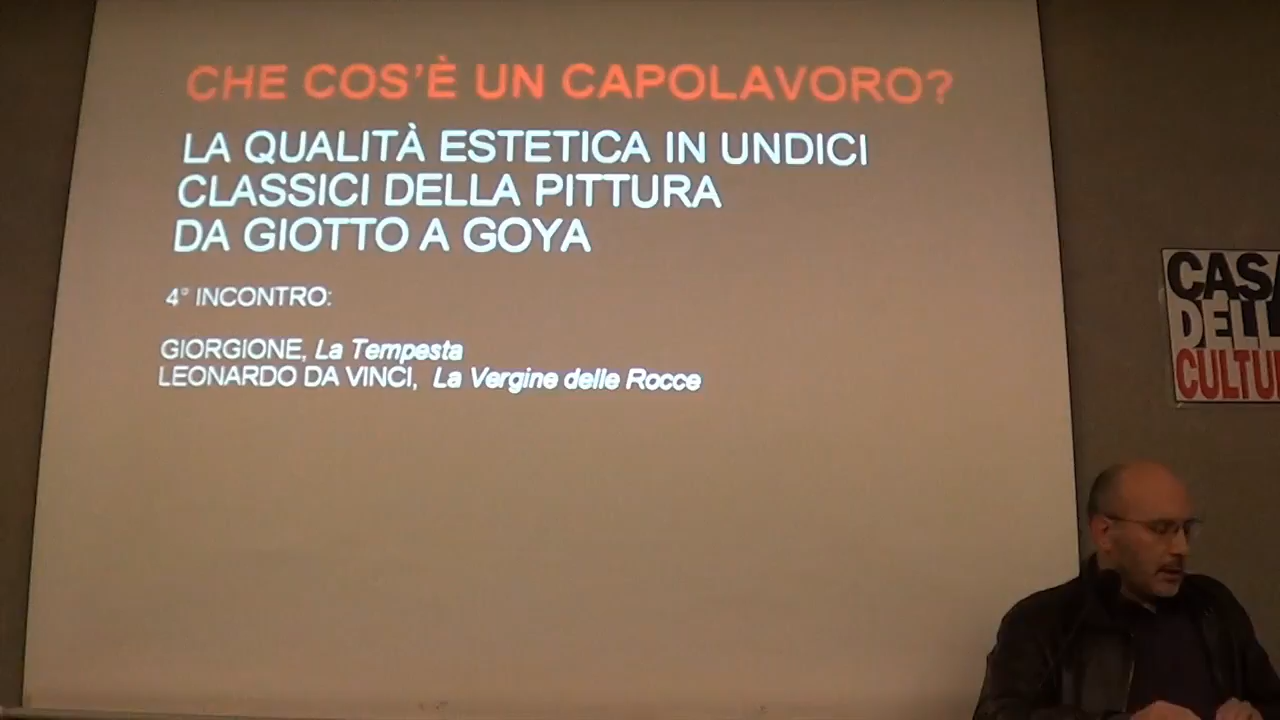 CHE COS'È UN CAPOLAVORO?
LA QUALITÀ ESTETICA IN UNDICI
CLASSICI DELLA PITTURA
DA GIOTTO A GOYA
4° INCONTRO:
GIORGIONE, La Tempesta
LEONARDO DA VINCI, La Vergine delle Rocce
CASA
DELL
CULTU